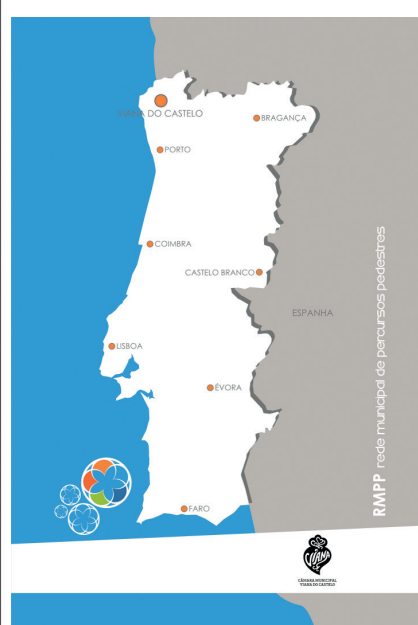 VIANA DO CASTELO
BRAGANÇA
PORTO
COIMBRA
CASTELO BRANCO
ESPANHA
LISBOA
ÉVORA
FARO
RMPP rede municipal de percursos pedestres
VIANA
CÂMARA MUNICIPAL
VIANA DO CASTELO